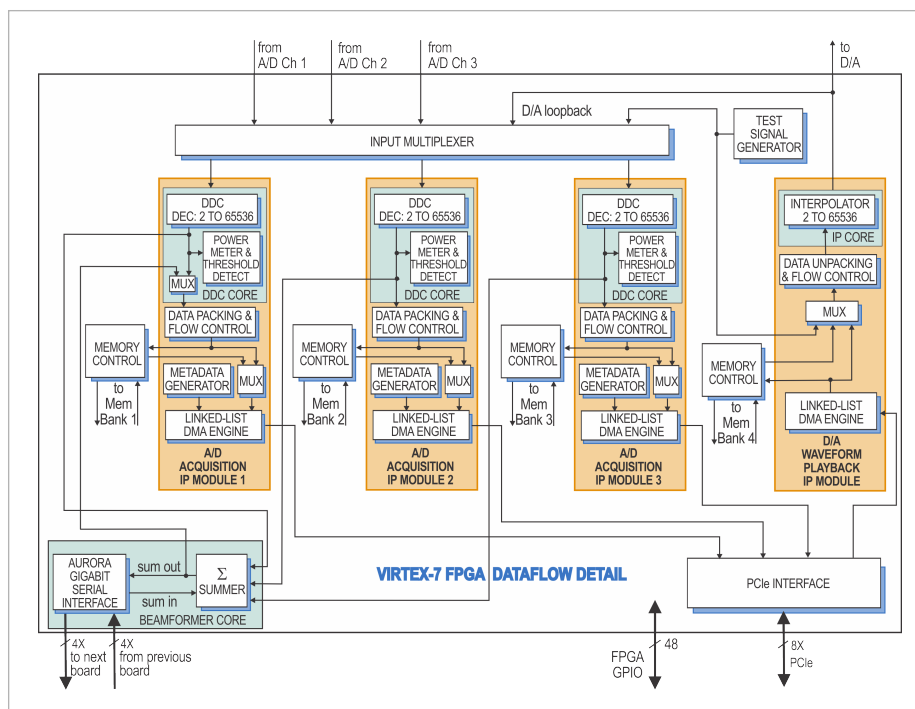 from
A/D Ch 1
from
A/D Ch 2
from
A/D Ch 3
to
D/A
D/A loopback
TEST
SIGNAL
GENERATOR
INPUT MULTIPLEXER
DDC
DEC: 2 TO 65536
POWER
METER &
THRESHOLD
DETECT
MUX
DDC CORE
DATA PACKING &
FLOW CONTROL
MEMORY
CONTROL
METADATA
GENERATOR
MUX
to
Mem
Bank 1
LINKED-LIST
DMA ENGINE
A/D
ACQUISITION
IP MODULE 1
DDC
DEC: 2 TO 65536
POWER
METER &
THRESHOLD
DETECT
DDC CORE
DATA PACKING &
FLOW CONTROL
MEMORY
CONTROL
METADATA
GENERATOR
MUX
to
Mem
Bank 2
LINKED-LIST
DMA ENGINE
A/D
ACQUISITION
IP MODULE 2
DDC
DEC: 2 TO 65536
POWER
METER &
THRESHOLD
DETECT
DDC CORE
DATA PACKING &
FLOW CONTROL
MEMORY
CONTROL
METADATA
GENERATOR
MUX
to
Mem
Bank 3
LINKED-LIST
DMA ENGINE
A/D
ACQUISITION
IP MODULE 3
INTERPOLATOR
2 TO 65536
IP CORE
DATA UNPACKING
& FLOW CONTROL
MUX
MEMORY
CONTROL
to
Mem
Bank 4
LINKED-LIST
DMA ENGINE
D/A
WAVEFORM
PLAYBACK
IP MODULE
AURORA
GIGABIT
SERIAL
INTERFACE
sum out
sum in
Σ
SUMMER
BEAMFORMER CORE
VIRTEX-7 FPGA DATAFLOW DETAIL
PCIe INTERFACE
4X
to next
board
4X
from previous
board
48
FPGA
GPIO
8X
PCIe